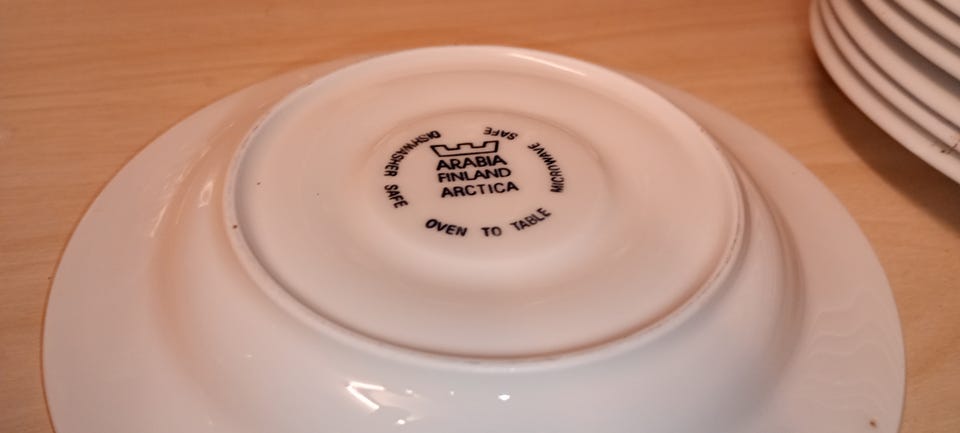 ARABIA
FINLAND
ARCTICA
DISHWASHER SAFE
MICROWAVE SAFE
OVEN TO TABLE